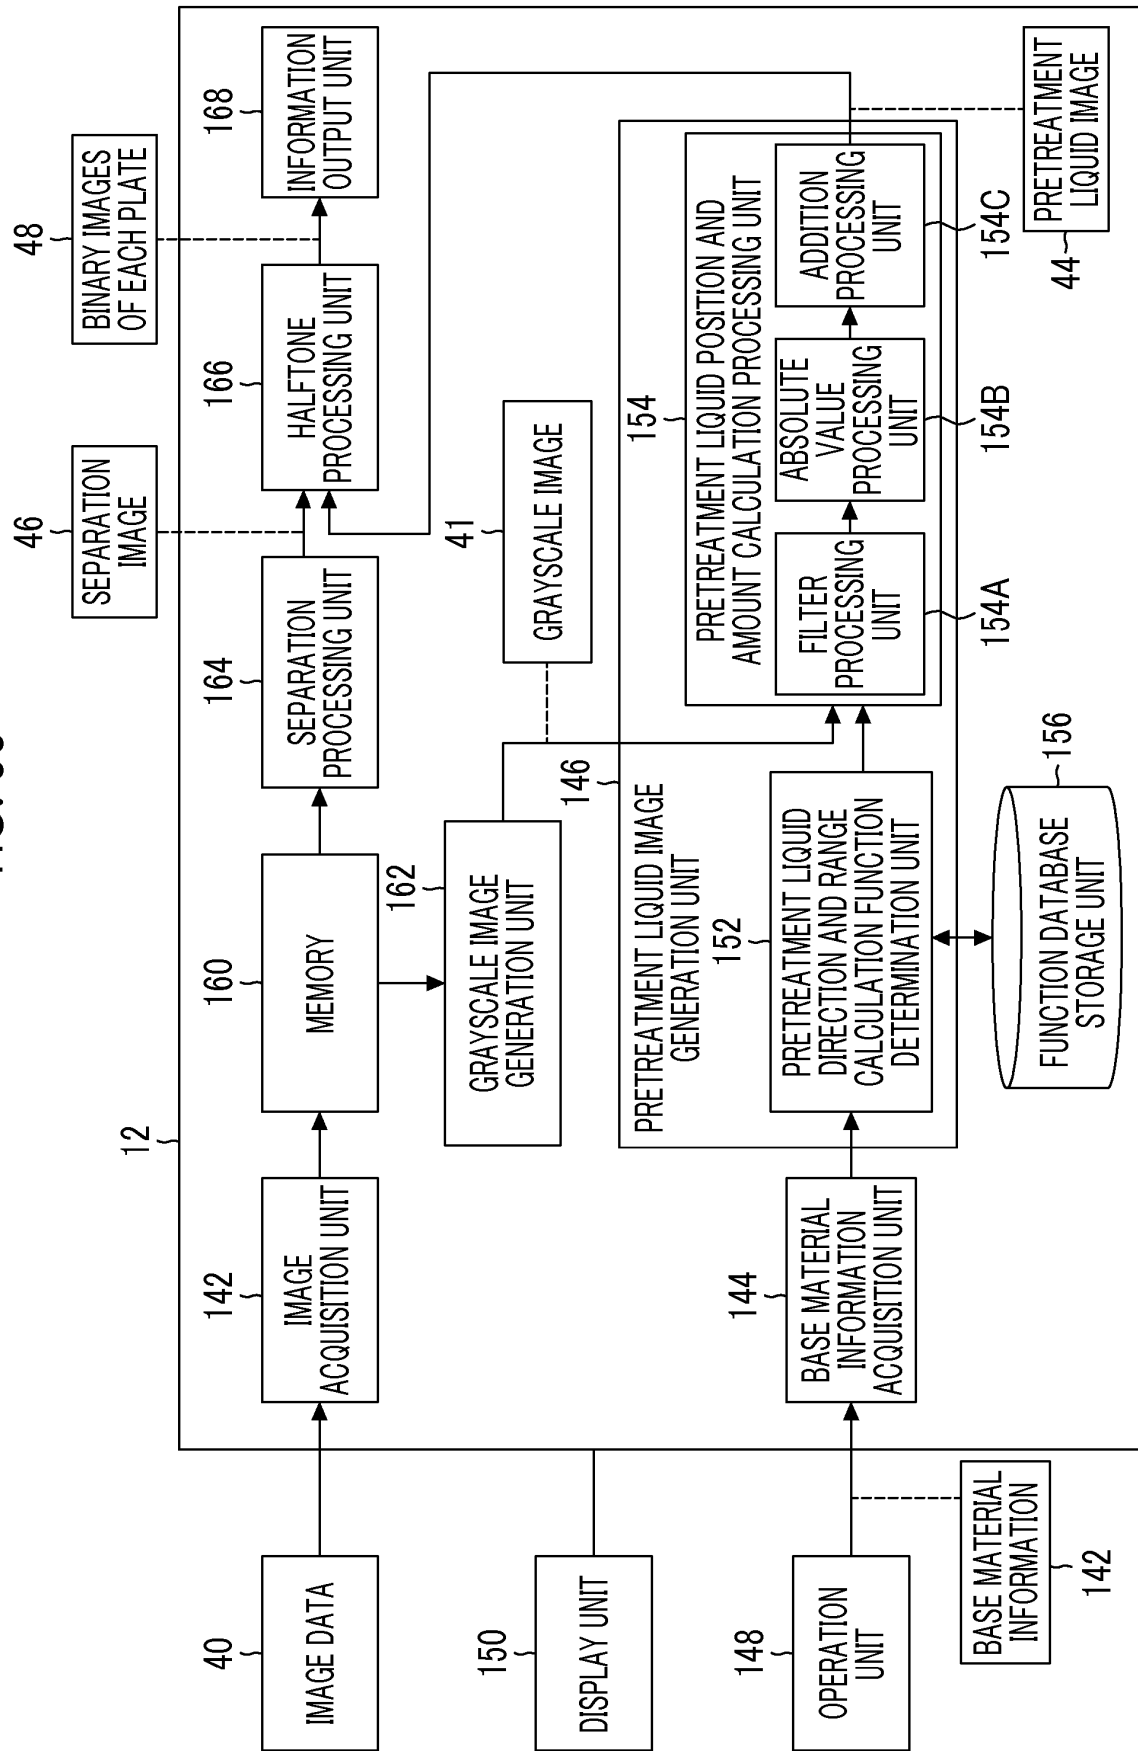 12
40
IMAGE DATA
142
IMAGE
ACQUISITION UNIT
160
MEMORY
164
SEPARATION
PROCESSING UNIT
46
SEPARATION
IMAGE
166
HALFTONE
PROCESSING UNIT
48
BINARY IMAGES
OF EACH PLATE
168
INFORMATION
OUTPUT UNIT
150
DISPLAY UNIT
162
GRAYSCALE IMAGE
GENERATION UNIT
41
GRAYSCALE IMAGE
146
PRETREATMENT LIQUID IMAGE
GENERATION UNIT
148
OPERATION
UNIT
BASE MATERIAL
INFORMATION
142
144
BASE MATERIAL
INFORMATION
ACQUISITION UNIT
152
PRETREATMENT LIQUID
DIRECTION AND RANGE
CALCULATION FUNCTION
DETERMINATION UNIT
156
FUNCTION DATABASE
STORAGE UNIT
154
PRETREATMENT LIQUID POSITION AND
AMOUNT CALCULATION PROCESSING UNIT
FILTER
PROCESSING
UNIT
154A
ABSOLUTE
VALUE
PROCESSING
UNIT
154B
ADDITION
PROCESSING
UNIT
154C
PRETREATMENT
LIQUID IMAGE
44